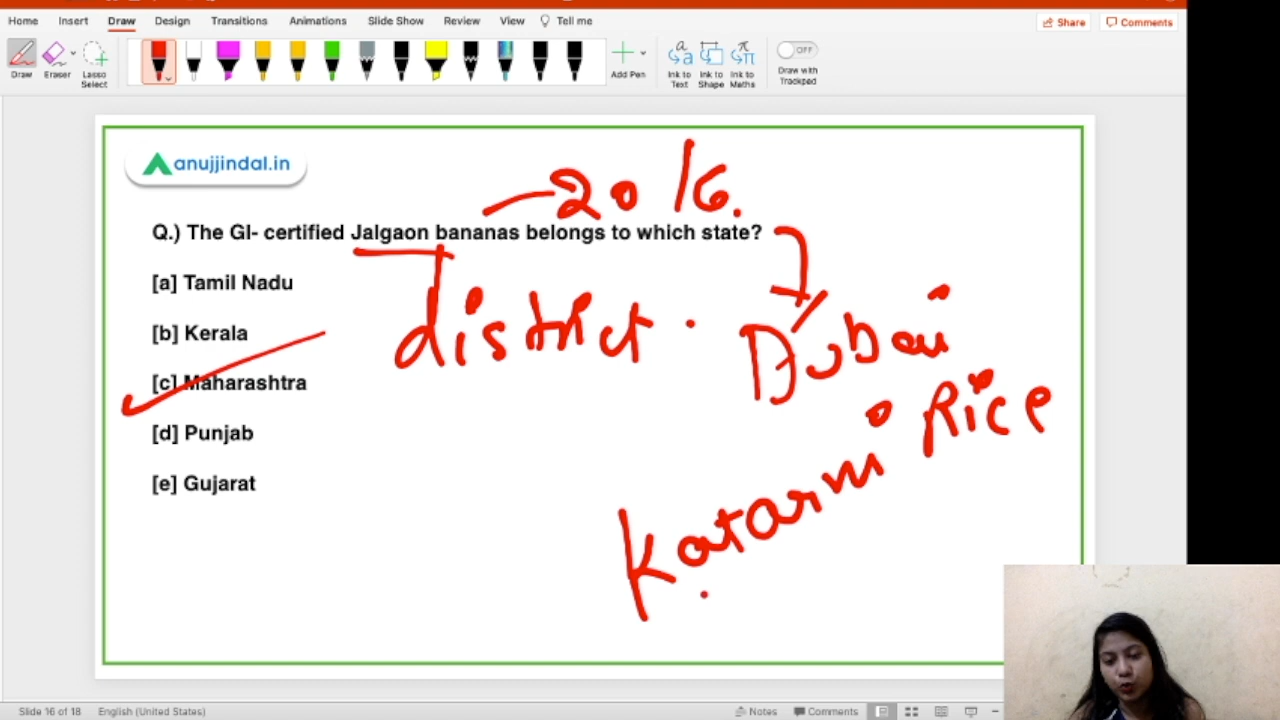 Home Insert Draw Design Transitions Animations Slide Show Review View Tell me Share Comments
Draw Eraser Lasso Select Add Pen Ink to Text Ink to Shape Ink to Maths OFF Draw with Trackpad
anujjindal.in
2016.
Q.) The GI- certified Jalgaon bananas belongs to which state?
[a] Tamil Nadu
district. Dubai
[b] Kerala
[c] Maharashtra
Katarni Rice
[d] Punjab
[e] Gujarat
Slide 16 of 18 English (United States) Notes Comments